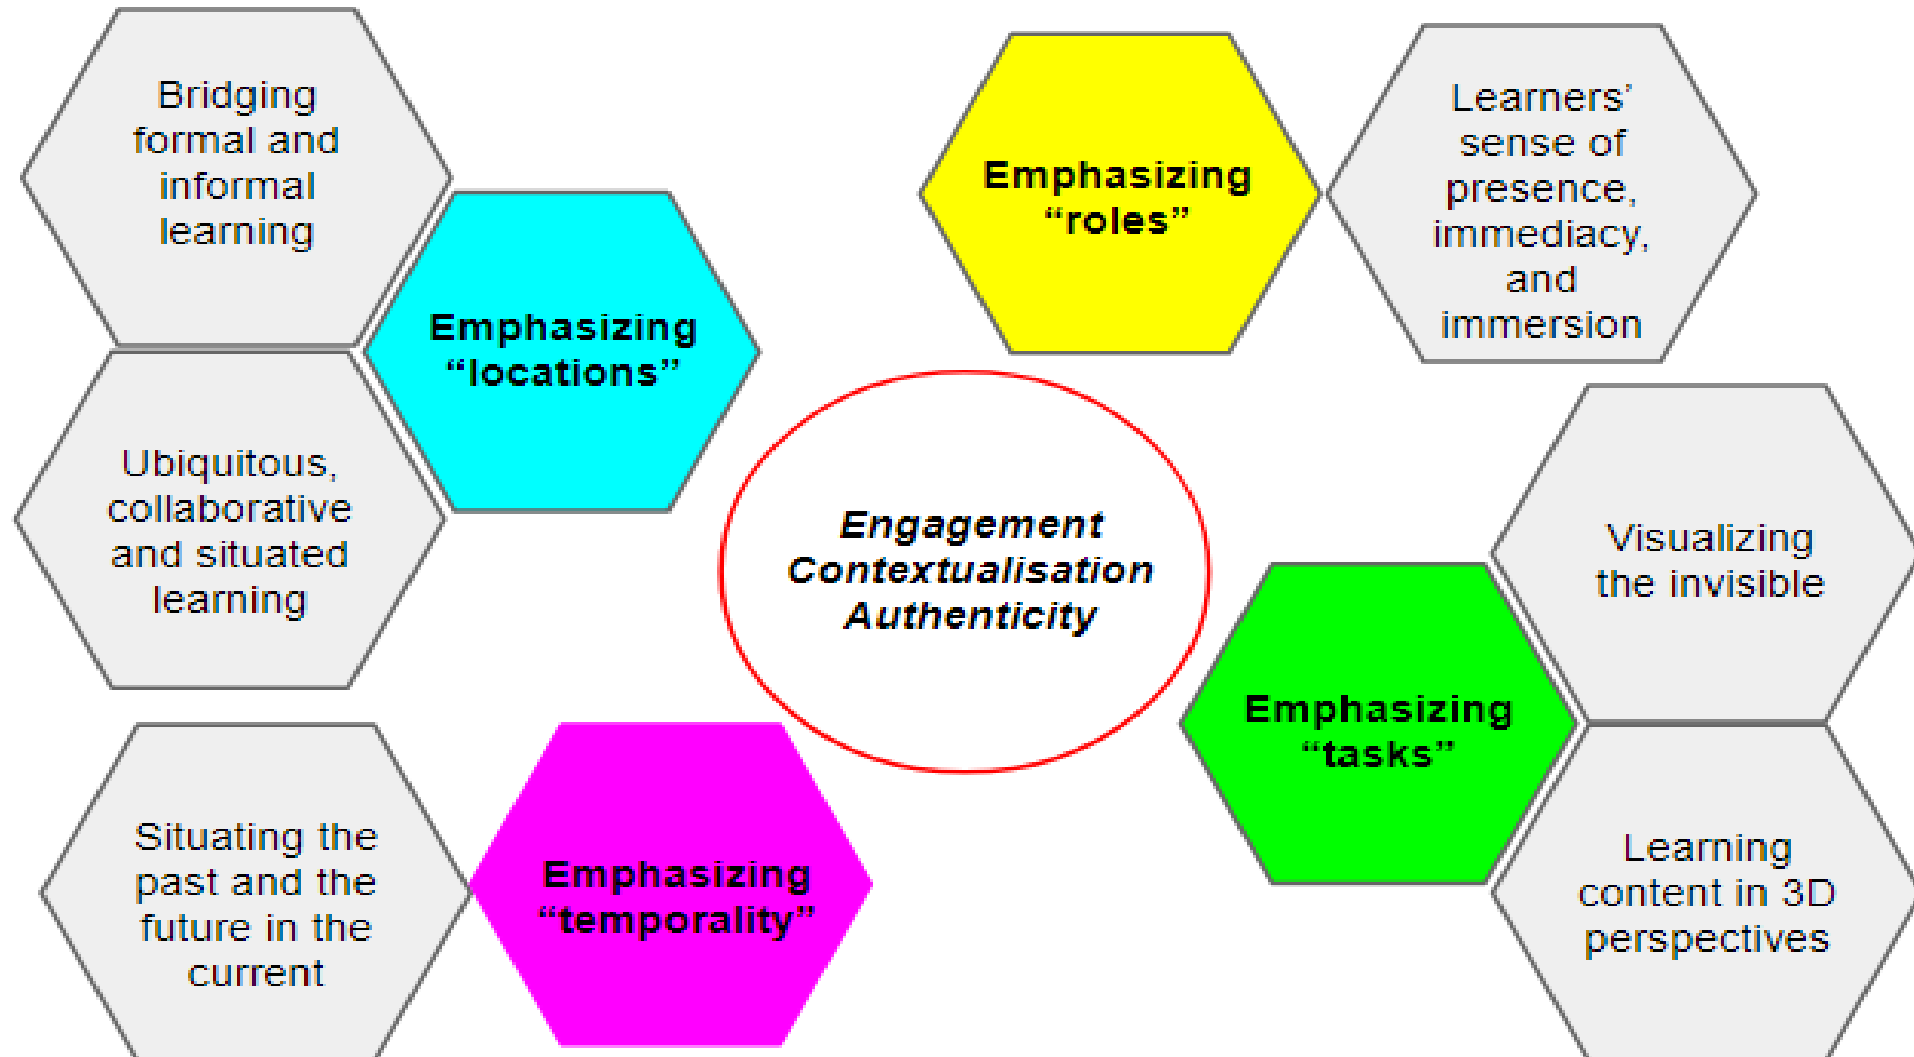 Bridging
formal and
informal
learning
Emphasizing
“locations”
Ubiquitous,
collaborative
and situated
learning
Emphasizing
“roles”
Learners’
sense of
presence,
immediacy,
and
immersion
Engagement
Contextualisation
Authenticity
Visualizing
the invisible
Emphasizing
“tasks”
Learning
content in 3D
perspectives
Situating the
past and the
future in the
current
Emphasizing
“temporality”